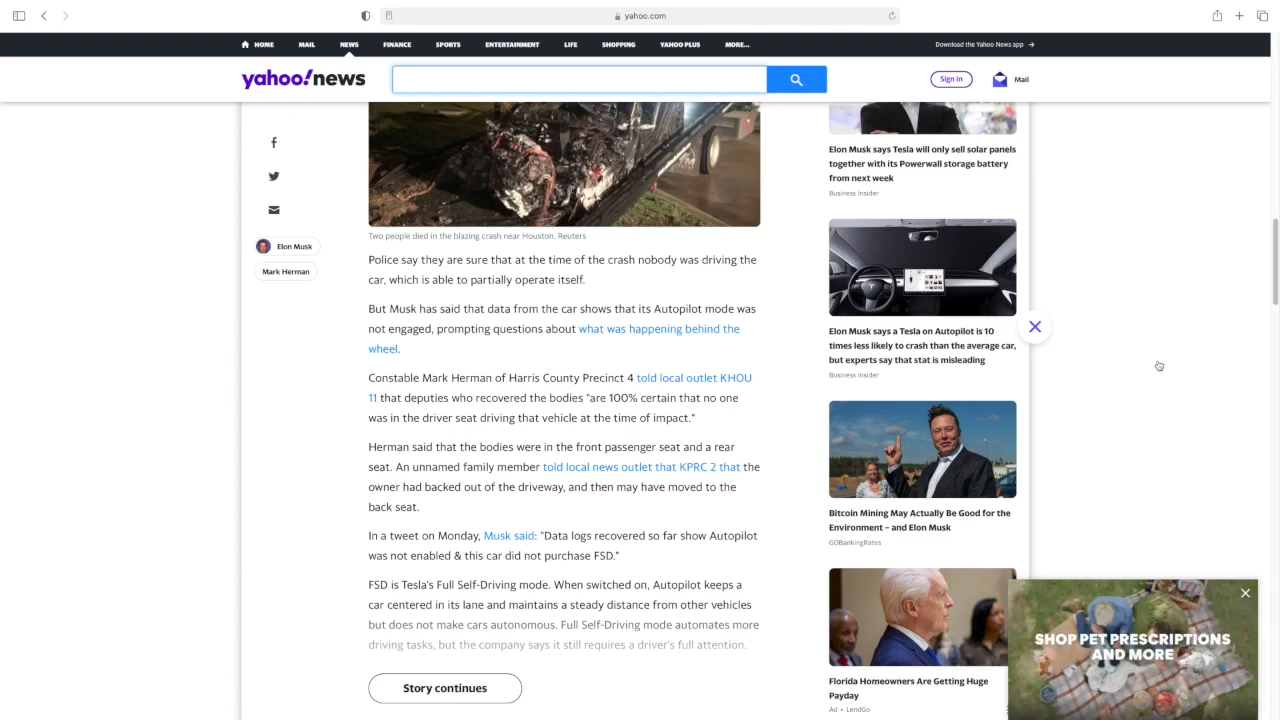 yahoo.com
HOME MAIL NEWS FINANCE SPORTS ENTERTAINMENT LIFE SHOPPING YAHOO PLUS MORE... Download the Yahoo News app →
yahoo!news
Sign in
Mail
Elon Musk
Mark Herman
Two people died in the blazing crash near Houston. Reuters
Police say they are sure that at the time of the crash nobody was driving the
car, which is able to partially operate itself.
But Musk has said that data from the car shows that its Autopilot mode was
not engaged, prompting questions about what was happening behind the
wheel.
Constable Mark Herman of Harris County Precinct 4 told local outlet KHOU
11 that deputies who recovered the bodies "are 100% certain that no one
was in the driver seat driving that vehicle at the time of impact."
Herman said that the bodies were in the front passenger seat and a rear
seat. An unnamed family member told local news outlet that KPRC 2 that the
owner had backed out of the driveway, and then may have moved to the
back seat.
In a tweet on Monday, Musk said: "Data logs recovered so far show Autopilot
was not enabled & this car did not purchase FSD."
FSD is Tesla's Full Self-Driving mode. When switched on, Autopilot keeps a
car centered in its lane and maintains a steady distance from other vehicles
but does not make cars autonomous. Full Self-Driving mode automates more
driving tasks, but the company says it still requires a driver's full attention.
Story continues
Elon Musk says Tesla will only sell solar panels
together with its Powerwall storage battery
from next week
Business Insider
Elon Musk says a Tesla on Autopilot is 10
times less likely to crash than the average car,
but experts say that stat is misleading
Business Insider
Bitcoin Mining May Actually Be Good for the
Environment – and Elon Musk
GOBankingRates
Florida Homeowners Are Getting Huge
Payday
Ad • LendGo
SHOP PET PRESCRIPTIONS
AND MORE